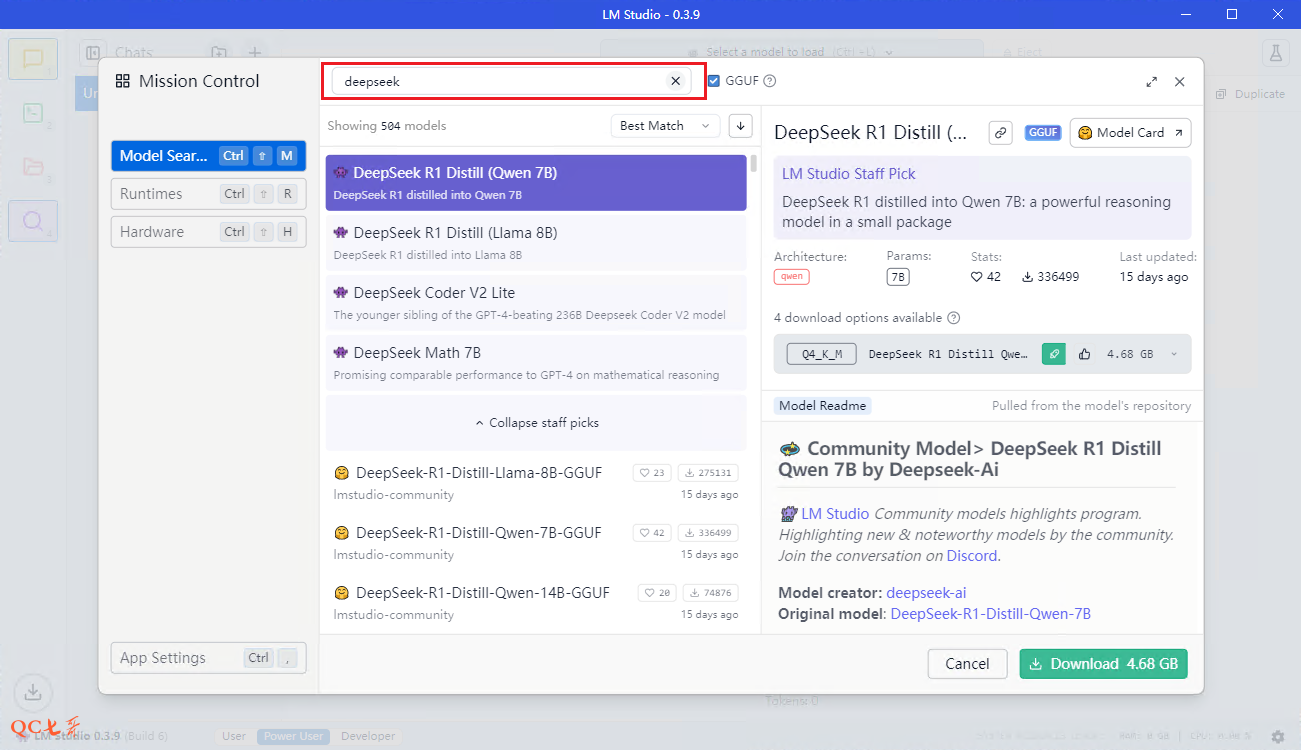 LM Studio - 0.3.9
Chats
Select a model to load (Ctrl + L)
Eject
Duplicate
Mission Control
deepseek
GGUF
Showing 504 models
Best Match
Model Sear... Ctrl ⇧ M
Runtimes Ctrl ⇧ R
Hardware Ctrl ⇧ H
App Settings Ctrl ,
DeepSeek R1 Distill (Qwen 7B)
DeepSeek R1 distilled into Qwen 7B
DeepSeek R1 Distill (Llama 8B)
DeepSeek R1 distilled into Llama 8B
DeepSeek Coder V2 Lite
The younger sibling of the GPT-4-beating 236B Deepseek Coder V2 model
DeepSeek Math 7B
Promising comparable performance to GPT-4 on mathematical reasoning
Collapse staff picks
DeepSeek-R1-Distill-Llama-8B-GGUF 23 275131
lmstudio-community 15 days ago
DeepSeek-R1-Distill-Qwen-7B-GGUF 42 336499
lmstudio-community 15 days ago
DeepSeek-R1-Distill-Qwen-14B-GGUF 20 74876
lmstudio-community 15 days ago
DeepSeek R1 Distill (... GGUF Model Card
LM Studio Staff Pick
DeepSeek R1 distilled into Qwen 7B: a powerful reasoning
model in a small package
Architecture: Params: Stats: Last updated:
qwen 7B 42 336499 15 days ago
4 download options available
Q4_K_M DeepSeek R1 Distill Qwe... 4.68 GB
Model Readme Pulled from the model's repository
Community Model> DeepSeek R1 Distill
Qwen 7B by Deepseek-Ai
LM Studio Community models highlights program.
Highlighting new & noteworthy models by the community.
Join the conversation on Discord.
Model creator: deepseek-ai
Original model: DeepSeek-R1-Distill-Qwen-7B
Cancel Download 4.68 GB
Tokens: 0
QC七哥
LM Studio 0.3.9 (Build 6) User Power User Developer